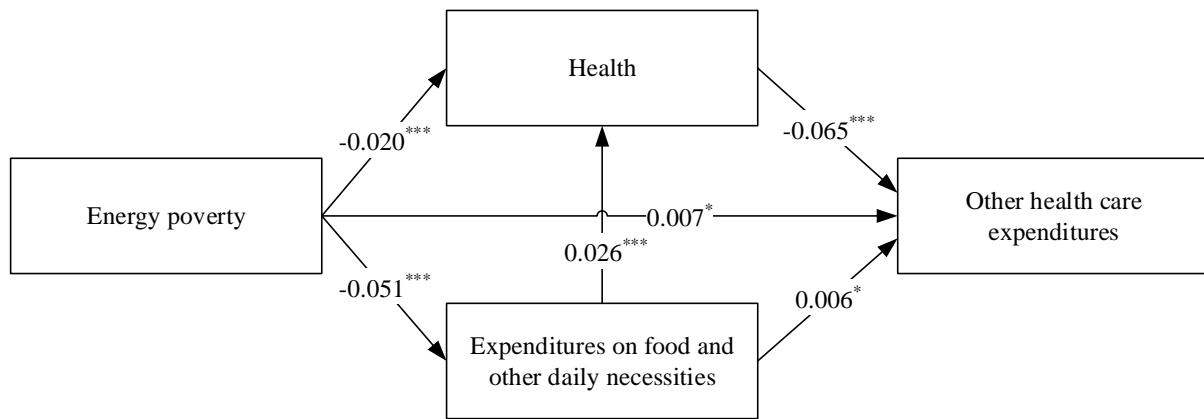 Health
-0.020***
-0.065***
Energy poverty
0.007*
Other health care
expenditures
0.026***
-0.051***
0.006*
Expenditures on food and
other daily necessities